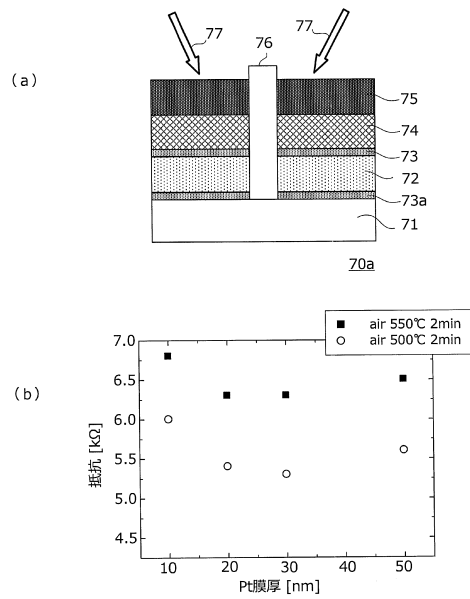 (a)
77
76
77
75
74
73
72
73a
71
70a
(b)
air 550℃ 2min
air 500℃ 2min
7.0
6.5
6.0
5.5
5.0
4.5
抵抗 [kΩ]
10 20 30 40 50
Pt膜厚 [nm]